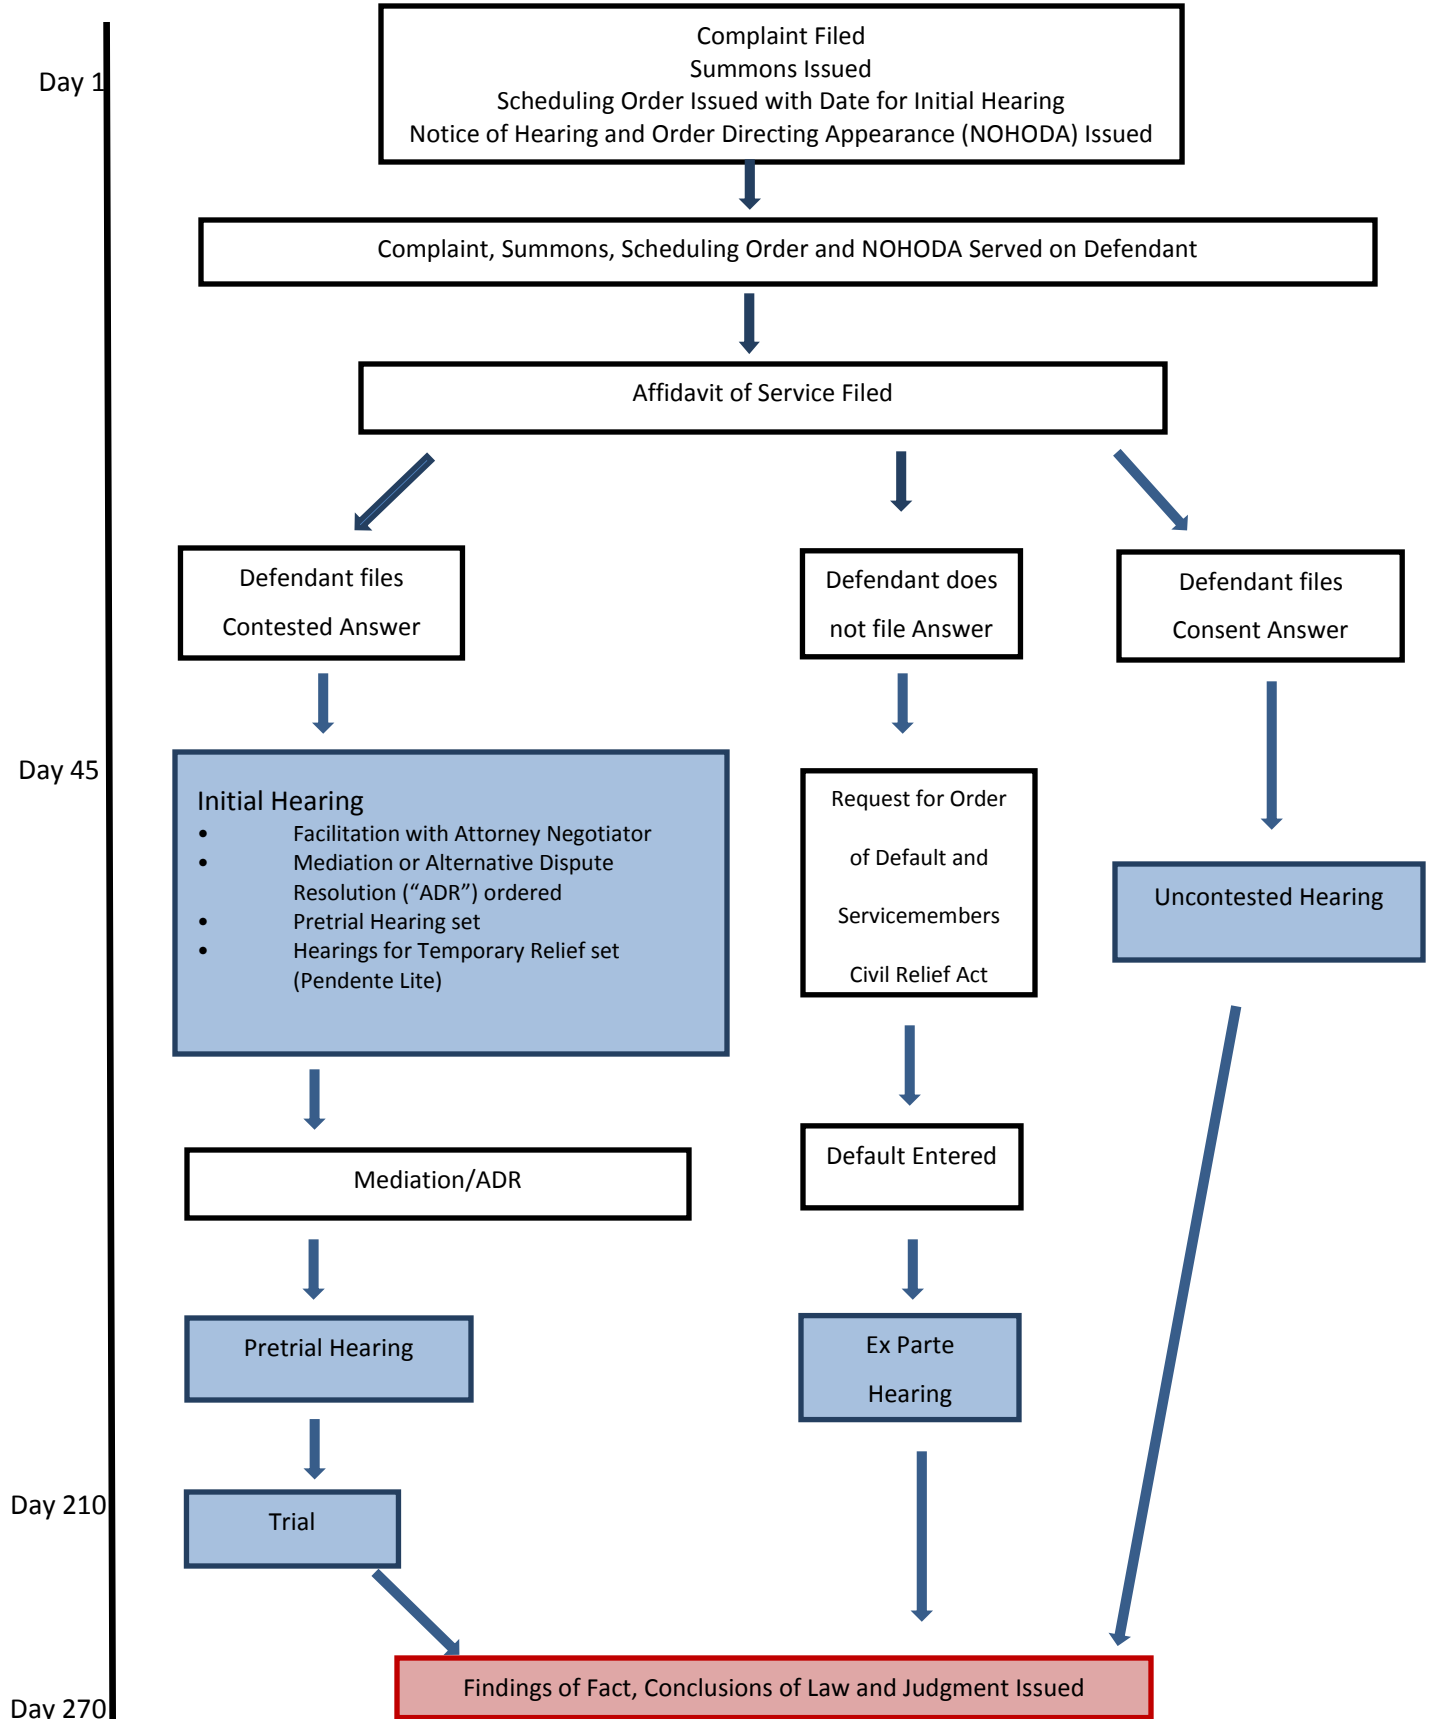 Day 1
Complaint Filed
Summons Issued
Scheduling Order Issued with Date for Initial Hearing
Notice of Hearing and Order Directing Appearance (NOHODA) Issued
Complaint, Summons, Scheduling Order and NOHODA Served on Defendant
Affidavit of Service Filed
Defendant files
Contested Answer
Defendant does
not file Answer
Defendant files
Consent Answer
Day 45
Initial Hearing
• Facilitation with Attorney Negotiator
• Mediation or Alternative Dispute
Resolution (“ADR”) ordered
• Pretrial Hearing set
• Hearings for Temporary Relief set
(Pendente Lite)
Request for Order
of Default and
Servicemembers
Civil Relief Act
Uncontested Hearing
Mediation/ADR
Default Entered
Pretrial Hearing
Ex Parte
Hearing
Day 210
Trial
Findings of Fact, Conclusions of Law and Judgment Issued
Day 270